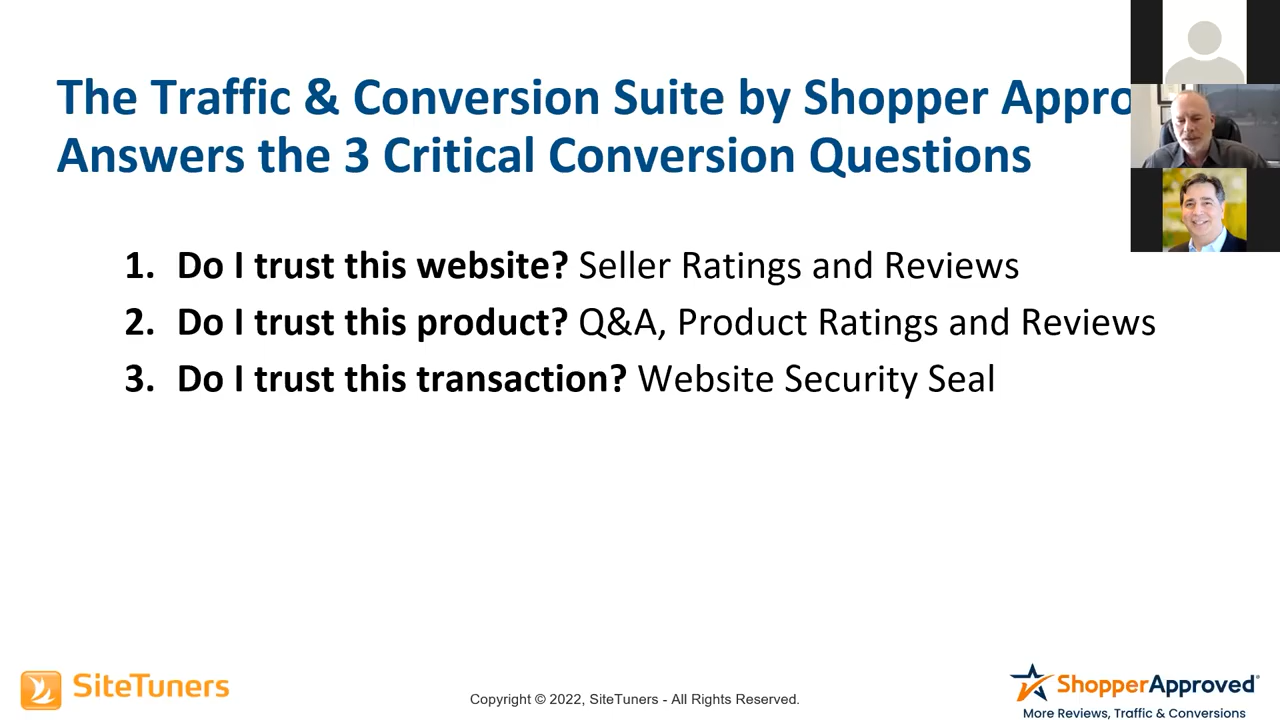 The Traffic & Conversion Suite by Shopper Appro
Answers the 3 Critical Conversion Questions
1. Do I trust this website? Seller Ratings and Reviews
2. Do I trust this product? Q&A, Product Ratings and Reviews
3. Do I trust this transaction? Website Security Seal
SiteTuners
Copyright © 2022, SiteTuners - All Rights Reserved.
ShopperApproved®
More Reviews, Traffic & Conversions